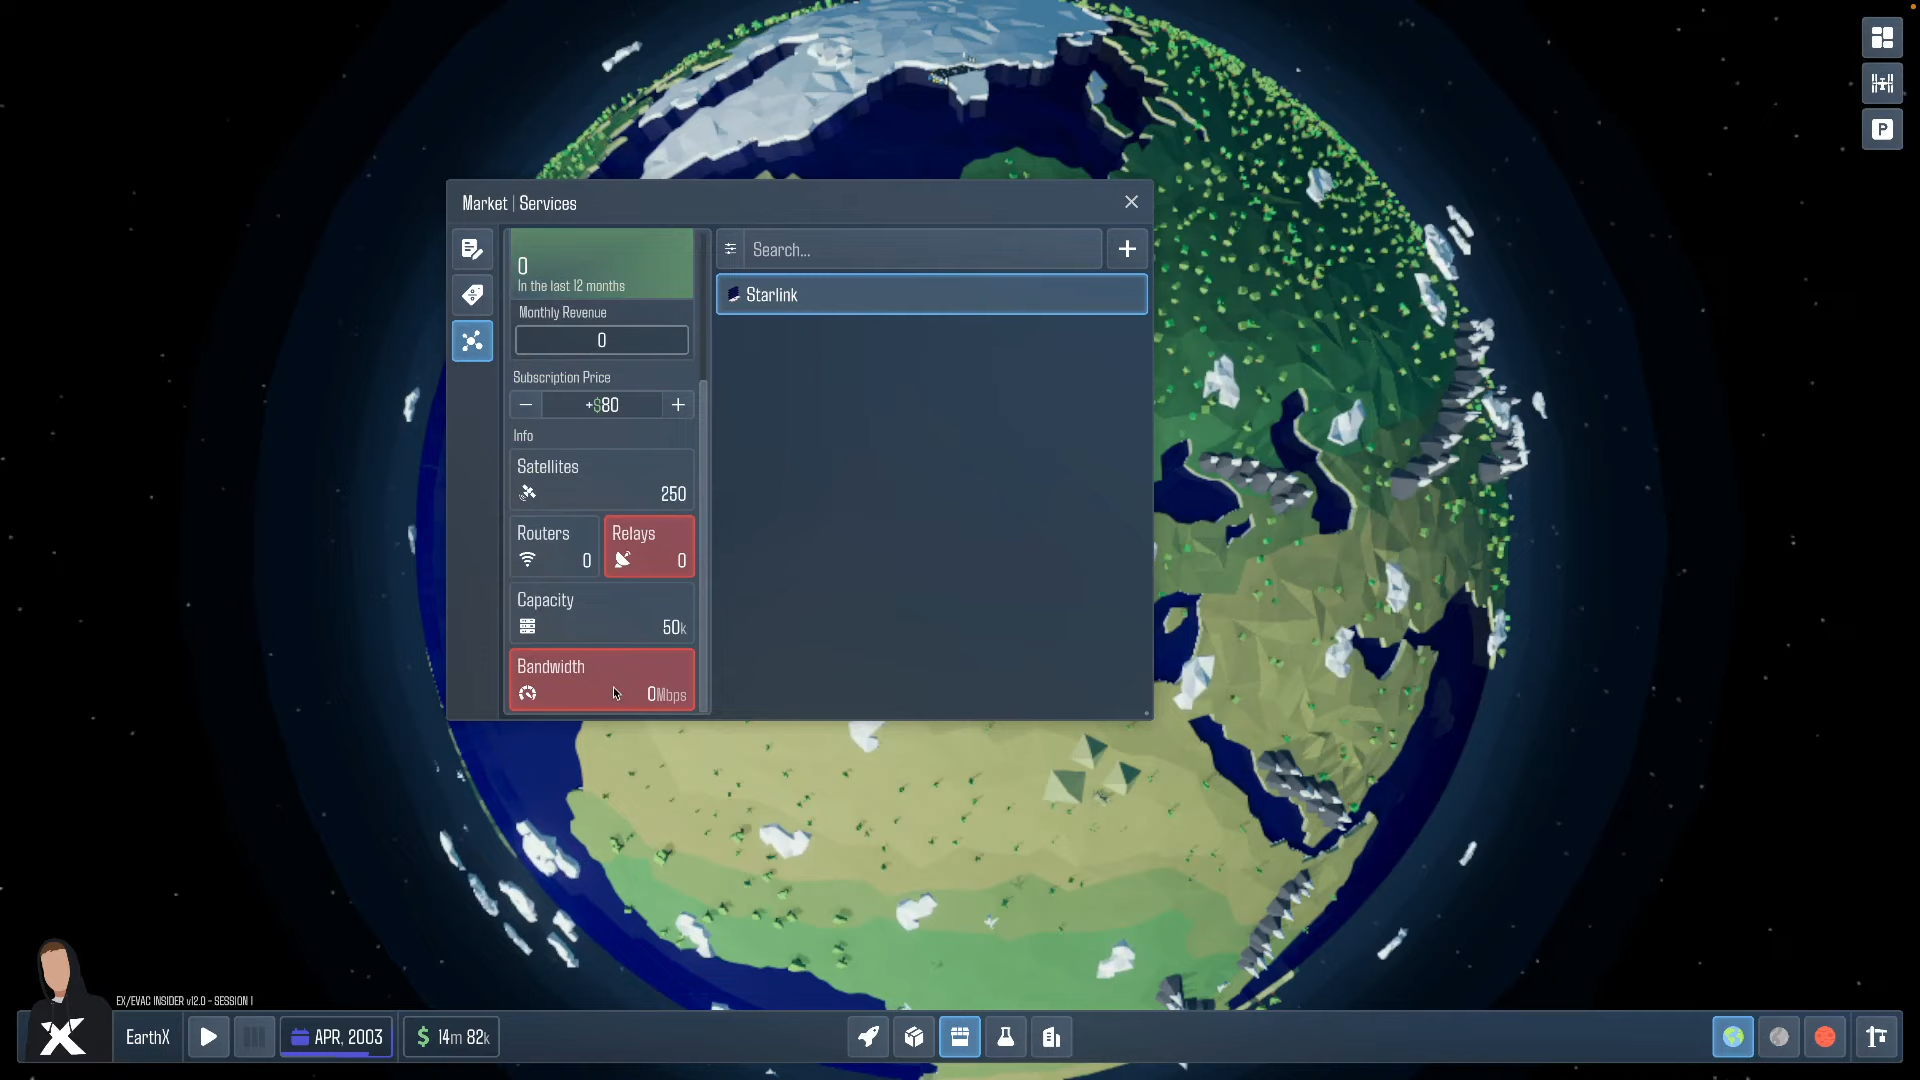 Market | Services
0
In the last 12 months
Monthly Revenue
0
Subscription Price
+$80
Info
Satellites
250
Routers
0
Relays
0
Capacity
50k
Bandwidth
0Mbps
Search...
Starlink
P
EX/EVAC INSIDER v12.0 - SESSION 1
X
EarthX
APR, 2003
$ 14m 82k